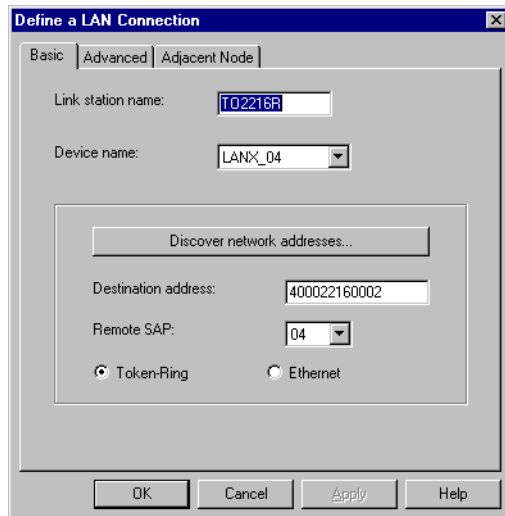 Define a LAN Connection
Basic Advanced Adjacent Node
Link station name: TO2216R
Device name: LANX_04
Discover network addresses...
Destination address: 400022160002
Remote SAP: 04
Token-Ring Ethernet
OK Cancel Apply Help